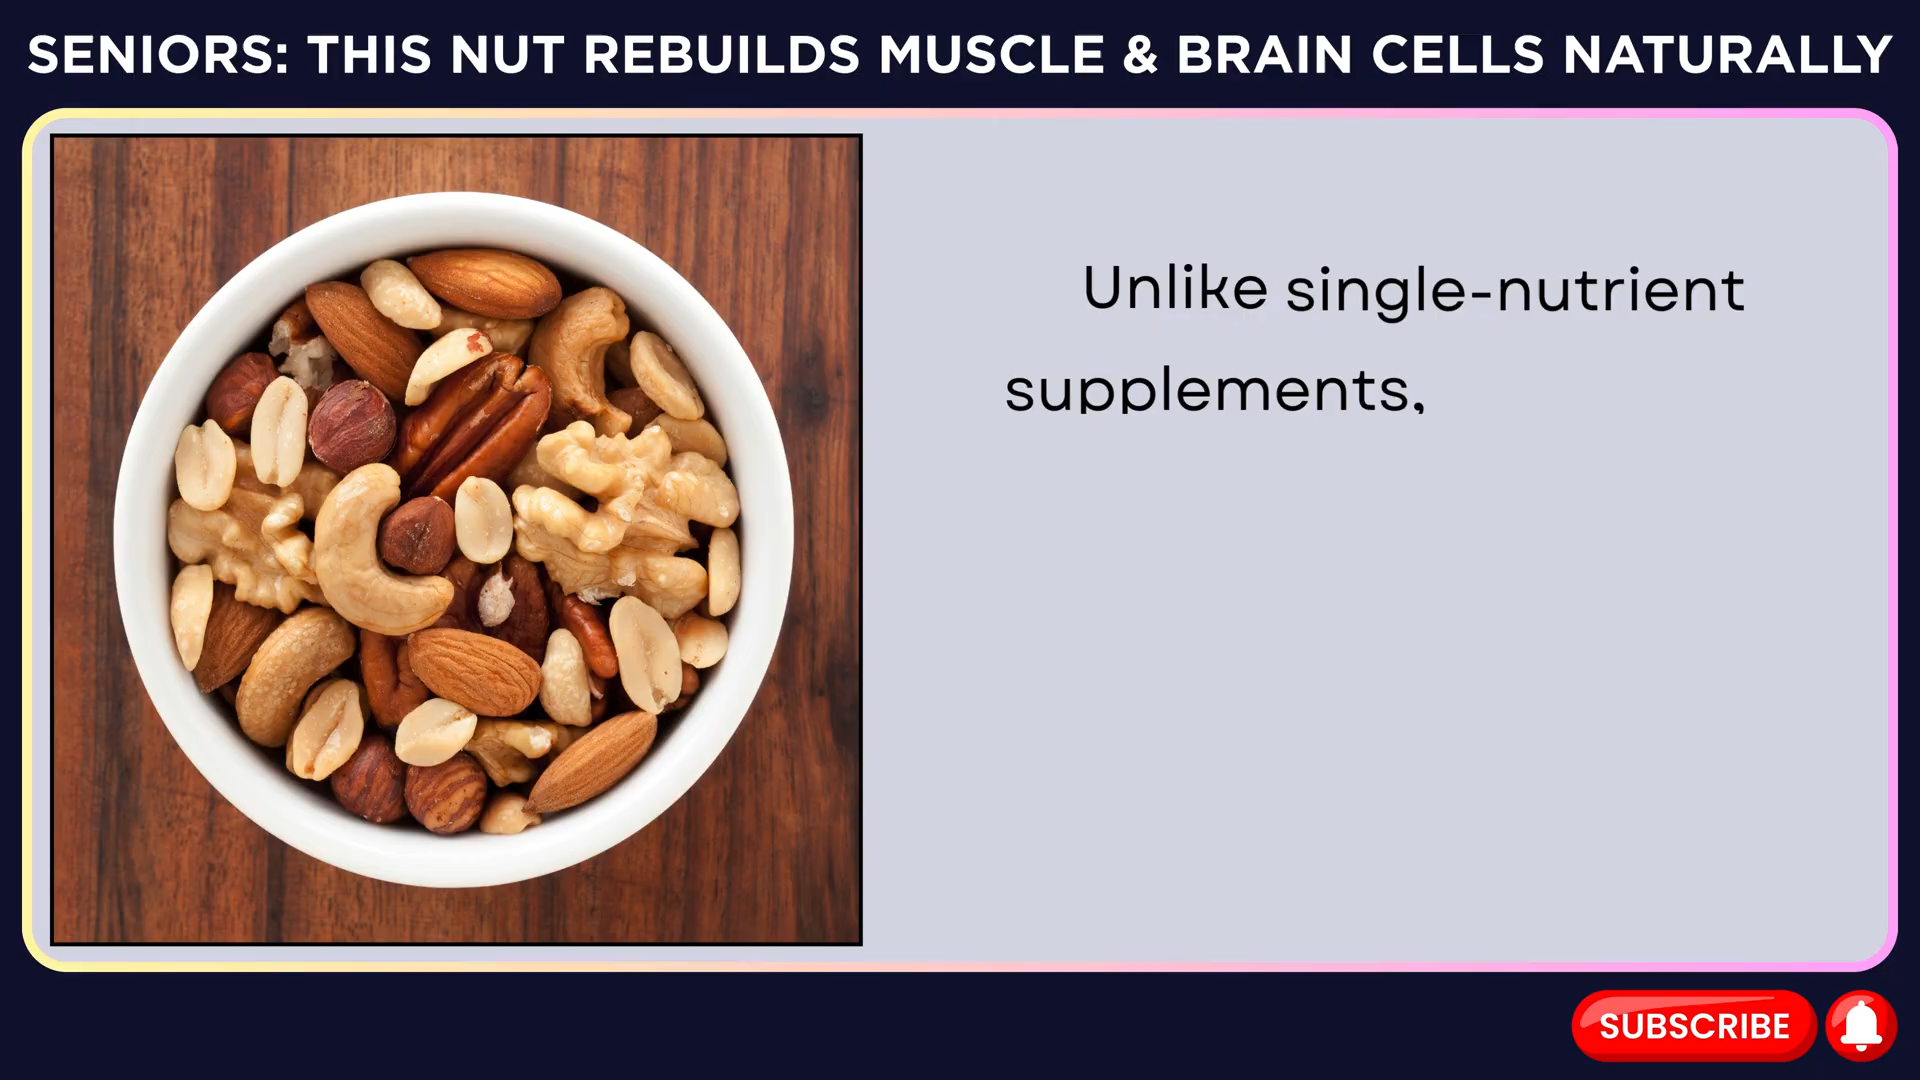 SENIORS: THIS NUT REBUILDS MUSCLE & BRAIN CELLS NATURALLY
Unlike single-nutrient
supplements,
SUBSCRIBE